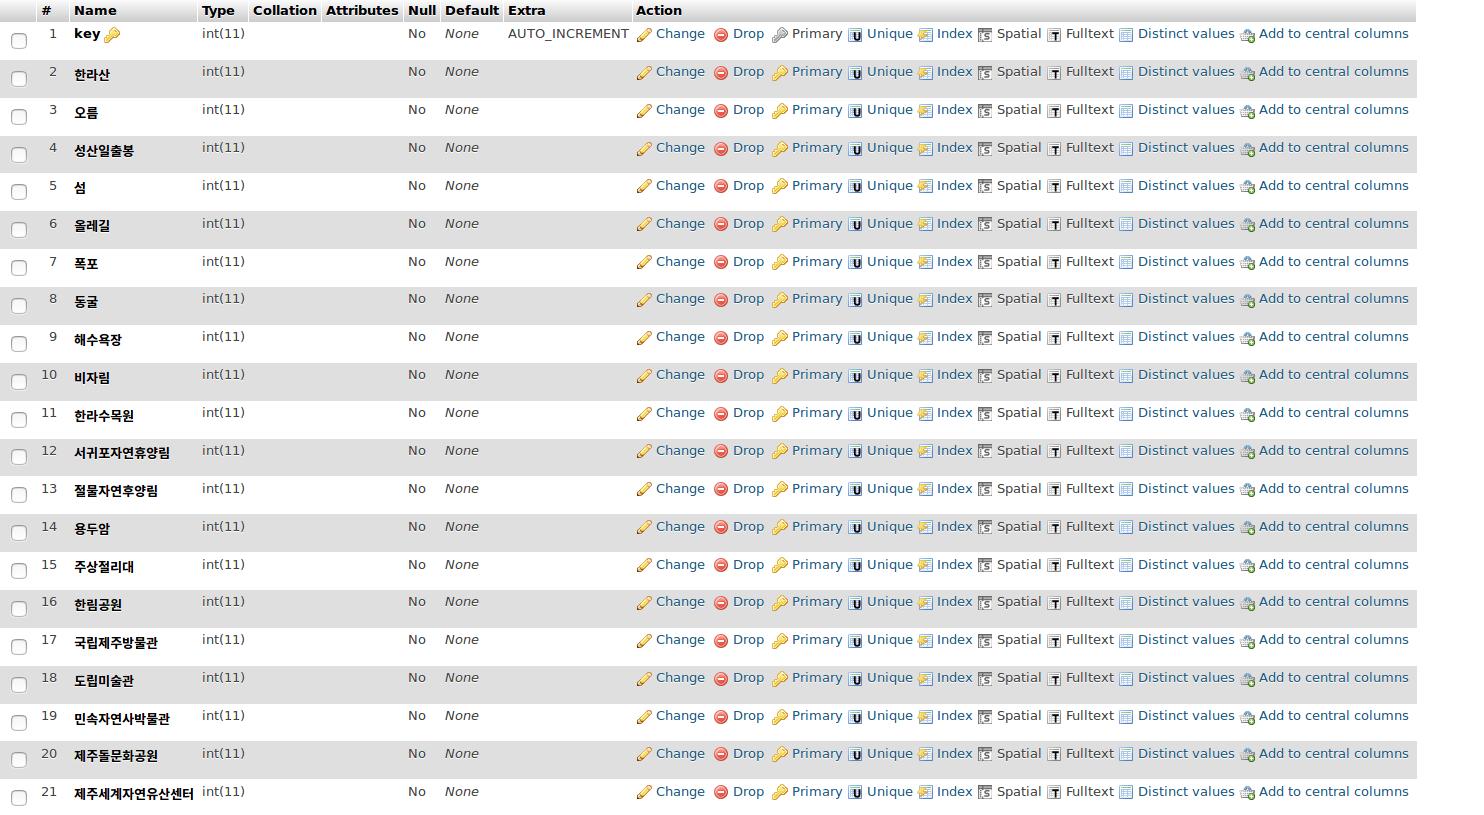 # Name Type Collation Attributes Null Default Extra Action
1 key int(11) No None AUTO_INCREMENT Change Drop Primary Unique Index Spatial Fulltext Distinct values Add to central columns
2 한라산 int(11) No None Change Drop Primary Unique Index Spatial Fulltext Distinct values Add to central columns
3 오름 int(11) No None Change Drop Primary Unique Index Spatial Fulltext Distinct values Add to central columns
4 성산일출봉 int(11) No None Change Drop Primary Unique Index Spatial Fulltext Distinct values Add to central columns
5 섬 int(11) No None Change Drop Primary Unique Index Spatial Fulltext Distinct values Add to central columns
6 올레길 int(11) No None Change Drop Primary Unique Index Spatial Fulltext Distinct values Add to central columns
7 폭포 int(11) No None Change Drop Primary Unique Index Spatial Fulltext Distinct values Add to central columns
8 동굴 int(11) No None Change Drop Primary Unique Index Spatial Fulltext Distinct values Add to central columns
9 해수욕장 int(11) No None Change Drop Primary Unique Index Spatial Fulltext Distinct values Add to central columns
10 비자림 int(11) No None Change Drop Primary Unique Index Spatial Fulltext Distinct values Add to central columns
11 한라수목원 int(11) No None Change Drop Primary Unique Index Spatial Fulltext Distinct values Add to central columns
12 서귀포자연휴양림 int(11) No None Change Drop Primary Unique Index Spatial Fulltext Distinct values Add to central columns
13 절물자연후양림 int(11) No None Change Drop Primary Unique Index Spatial Fulltext Distinct values Add to central columns
14 용두암 int(11) No None Change Drop Primary Unique Index Spatial Fulltext Distinct values Add to central columns
15 주상절리대 int(11) No None Change Drop Primary Unique Index Spatial Fulltext Distinct values Add to central columns
16 한림공원 int(11) No None Change Drop Primary Unique Index Spatial Fulltext Distinct values Add to central columns
17 국립제주방물관 int(11) No None Change Drop Primary Unique Index Spatial Fulltext Distinct values Add to central columns
18 도립미술관 int(11) No None Change Drop Primary Unique Index Spatial Fulltext Distinct values Add to central columns
19 민속자연사박물관 int(11) No None Change Drop Primary Unique Index Spatial Fulltext Distinct values Add to central columns
20 제주돌문화공원 int(11) No None Change Drop Primary Unique Index Spatial Fulltext Distinct values Add to central columns
21 제주세계자연유산센터 int(11) No None Change Drop Primary Unique Index Spatial Fulltext Distinct values Add to central columns